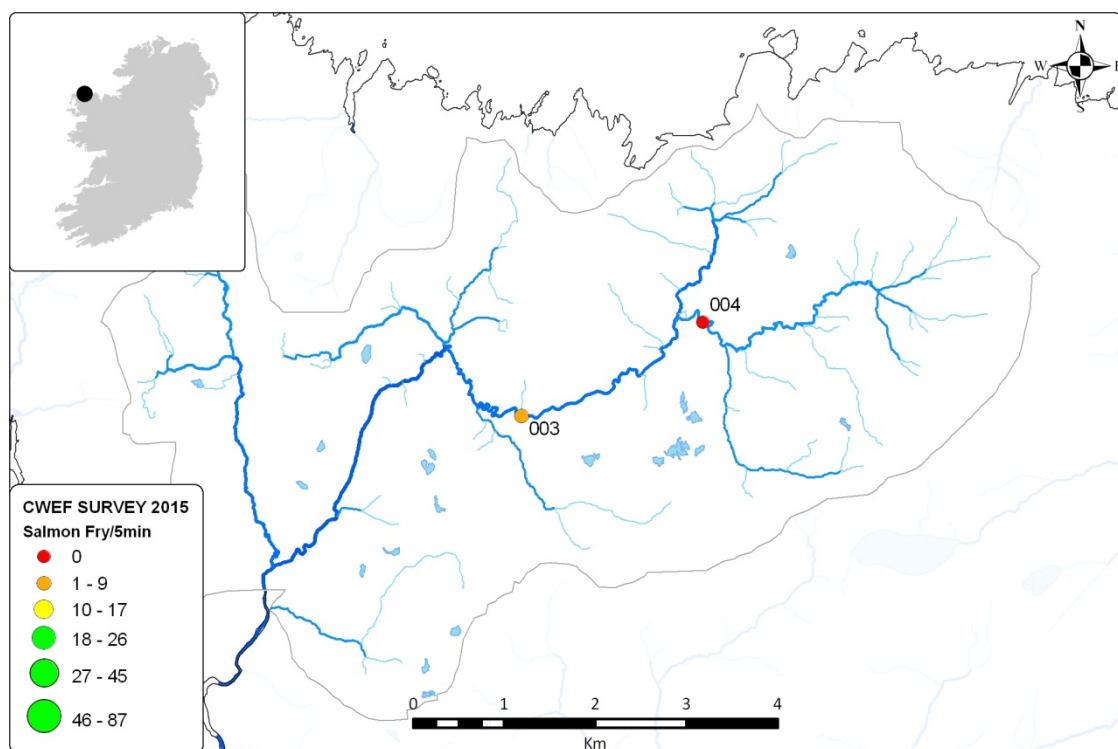 N
W E
S
004
003
CWEF SURVEY 2015
Salmon Fry/5min
0
1 - 9
10 - 17
18 - 26
27 - 45
46 - 87
0 1 2 3 4
Km